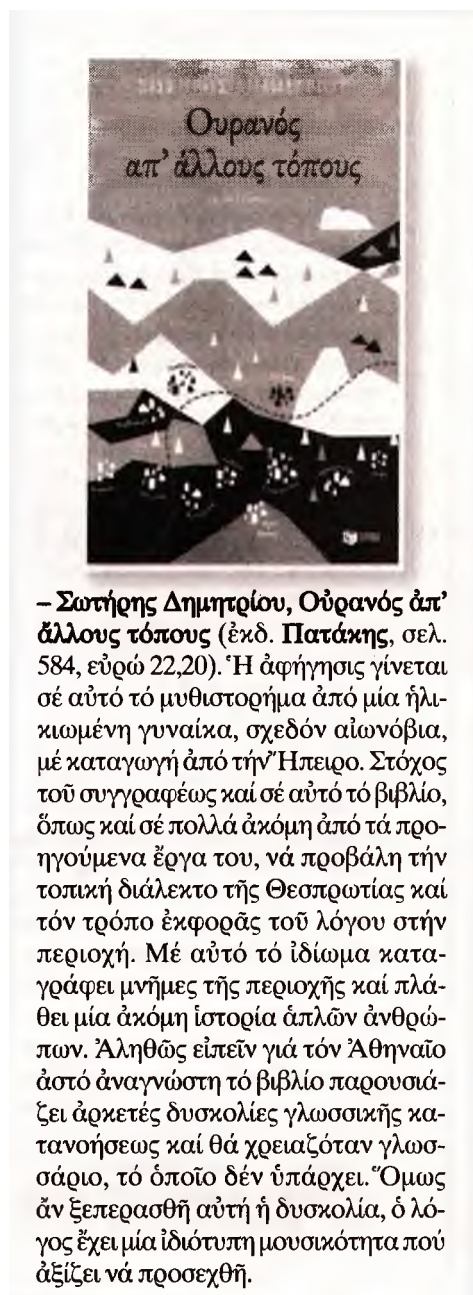 Ουρανός
απ' άλλους τόπους
– Σωτήρης Δημητρίου, Οὐρανός ἀπ'
ἄλλους τόπους (ἐκδ. Πατάκης, σελ.
584, εὐρώ 22,20). Ἡ ἀφήγησις γίνεται
σέ αὐτό τό μυθιστορήμα ἀπό μία ἡλι-
κιωμένη γυναίκα, σχεδόν αἰωνόβια,
μέ καταγωγή ἀπό τήν Ἤπειρο. Στόχος
τοῦ συγγραφέως καί σέ αὐτό τό βιβλίο,
ὅπως καί σέ πολλά ἀκόμη ἀπό τά προ-
ηγούμενα ἔργα του, νά προβάλη τήν
τοπική διάλεκτο τῆς Θεσπρωτίας καί
τόν τρόπο ἐκφορᾶς τοῦ λόγου στήν
περιοχή. Μέ αὐτό τό ἰδίωμα κατα-
γράφει μνῆμες τῆς περιοχῆς καί πλά-
θει μία ἀκόμη ἱστορία ἁπλῶν ἀνθρώ-
πων. Ἀληθῶς εἰπεῖν γιά τόν Ἀθηναῖο
ἀστό ἀναγνώστη τό βιβλίο παρουσιά-
ζει ἀρκετές δυσκολίες γλωσσικῆς κα-
τανοήσεως καί θά χρειαζόταν γλωσ-
σάριο, τό ὁποῖο δέν ὑπάρχει. Ὅμως
ἄν ξεπερασθῆ αὐτή ἡ δυσκολία, ὁ λό-
γος ἔχει μία ἰδιότυπη μουσικότητα πού
ἀξίζει νά προσεχθῆ.